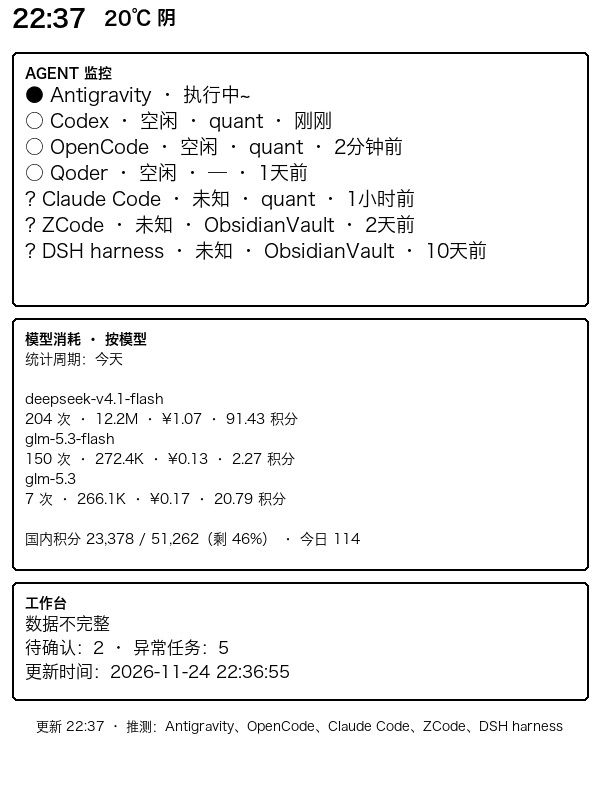 22:37 20℃ 阴
AGENT 监控
● Antigravity · 执行中~
○ Codex · 空闲 · quant · 刚刚
○ OpenCode · 空闲 · quant · 2分钟前
○ Qoder · 空闲 · — · 1天前
? Claude Code · 未知 · quant · 1小时前
? ZCode · 未知 · ObsidianVault · 2天前
? DSH harness · 未知 · ObsidianVault · 10天前
模型消耗 · 按模型
统计周期：今天
deepseek-v4.1-flash
204 次 · 12.2M · ¥1.07 · 91.43 积分
glm-5.3-flash
150 次 · 272.4K · ¥0.13 · 2.27 积分
glm-5.3
7 次 · 266.1K · ¥0.17 · 20.79 积分
国内积分 23,378 / 51,262（剩 46%） · 今日 114
工作台
数据不完整
待确认：2 · 异常任务：5
更新时间：2026-11-24 22:36:55
更新 22:37 · 推测：Antigravity、OpenCode、Claude Code、ZCode、DSH harness